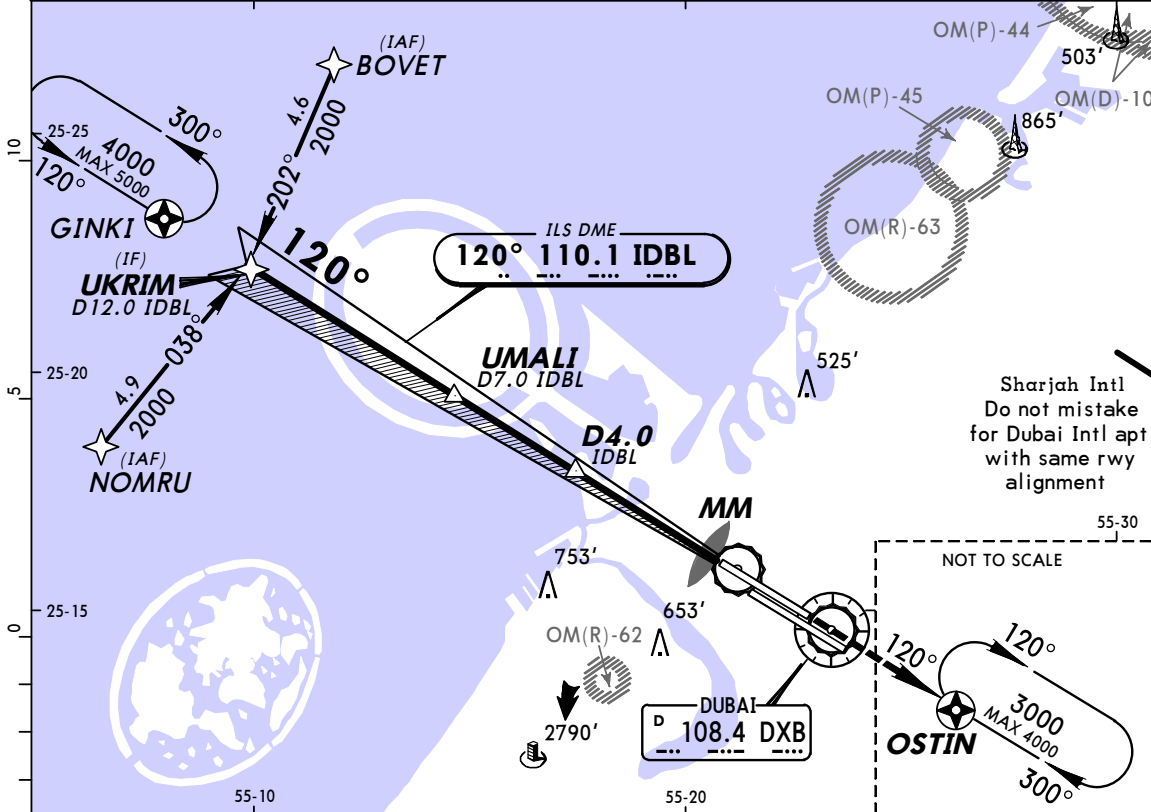 OM(P)-44
503'
OM(D)-10
(IAF)
BOVET
4.6
2000
202°
OM(P)-45
865'
OM(R)-63
10
25-25
300°
4000
MAX 5000
120°
GINKI
(IF)
UKRIM
D12.0 IDBL
120°
ILS DME
120° 110.1 IDBL
038°
4.9
2000
(IAF)
NOMRU
25-20
5
UMALI
D7.0 IDBL
525'
D4.0
IDBL
Sharjah Intl
Do not mistake
for Dubai Intl apt
with same rwy
alignment
MM
55-30
NOT TO SCALE
753'
653'
25-15
0
OM(R)-62
2790'
DUBAI
D 108.4 DXB
120°
120°
3000
MAX 4000
300°
OSTIN
55-10
55-20